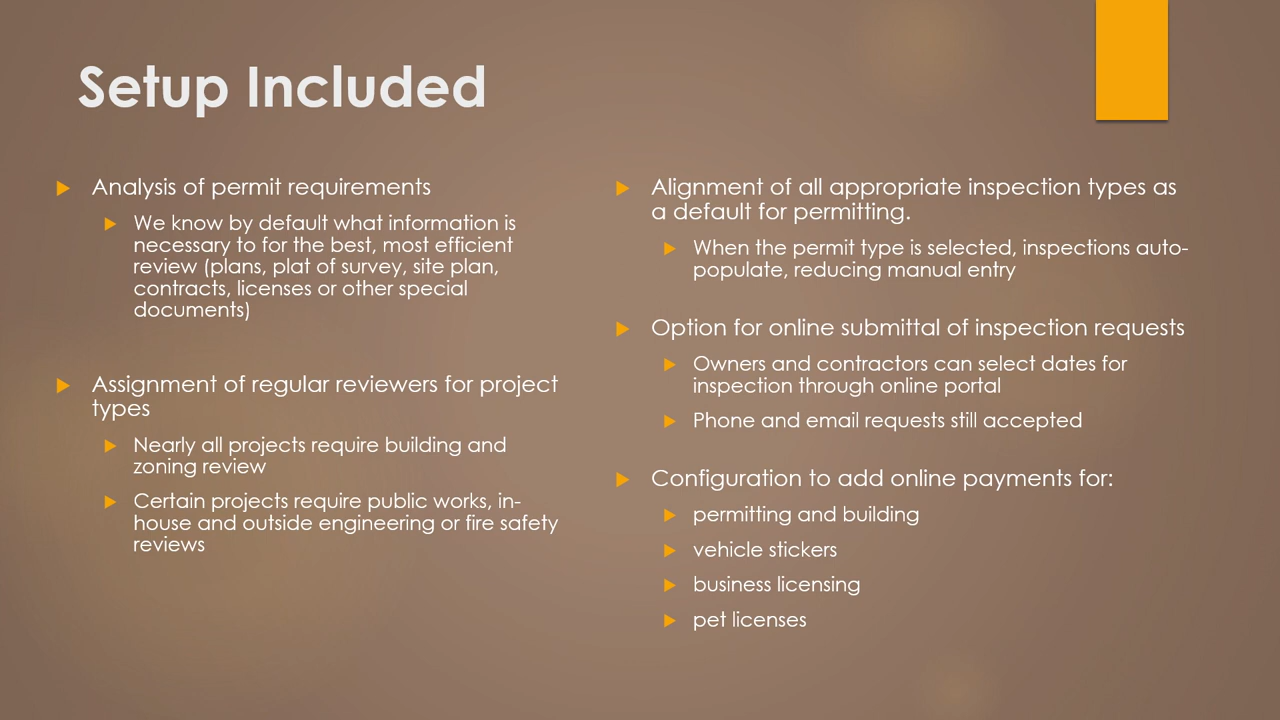 Setup Included
Analysis of permit requirements
We know by default what information is
necessary to for the best, most efficient
review (plans, plat of survey, site plan,
contracts, licenses or other special
documents)
Assignment of regular reviewers for project
types
Nearly all projects require building and
zoning review
Certain projects require public works, in-
house and outside engineering or fire safety
reviews
Alignment of all appropriate inspection types as
a default for permitting.
When the permit type is selected, inspections auto-
populate, reducing manual entry
Option for online submittal of inspection requests
Owners and contractors can select dates for
inspection through online portal
Phone and email requests still accepted
Configuration to add online payments for:
permitting and building
vehicle stickers
business licensing
pet licenses